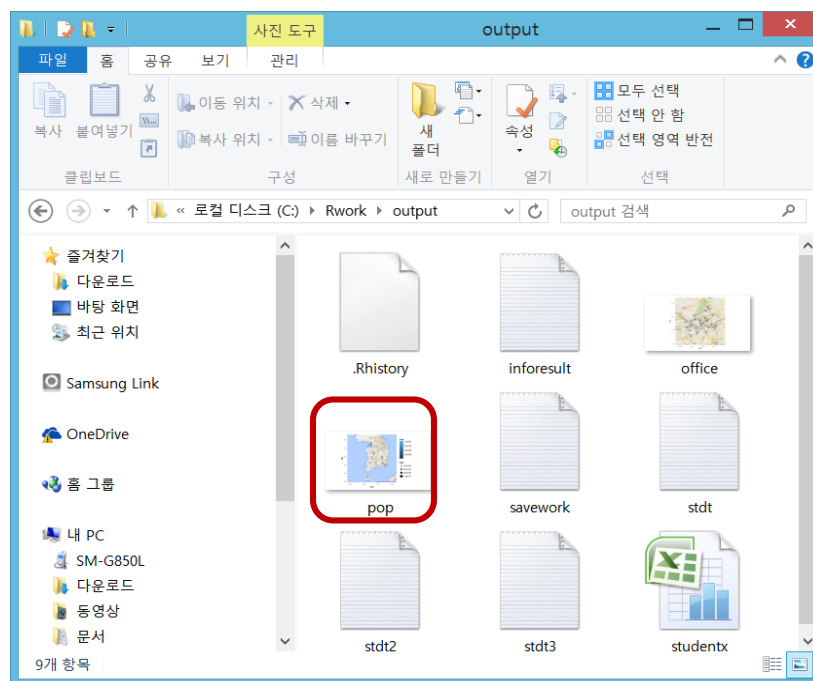 사진 도구
output
파일
홈
공유
보기
관리
복사
붙여넣기
이동 위치
복사 위치
삭제
이름 바꾸기
새
폴더
속성
모두 선택
선택 안 함
선택 영역 반전
클립보드
구성
새로 만들기
열기
선택
« 로컬 디스크 (C:) Rwork output
output 검색
즐겨찾기
다운로드
바탕 화면
최근 위치
Samsung Link
OneDrive
홈 그룹
내 PC
SM-G850L
다운로드
동영상
문서
.Rhistory
inforesult
office
pop
savework
stdt
stdt2
stdt3
studentx
9개 항목